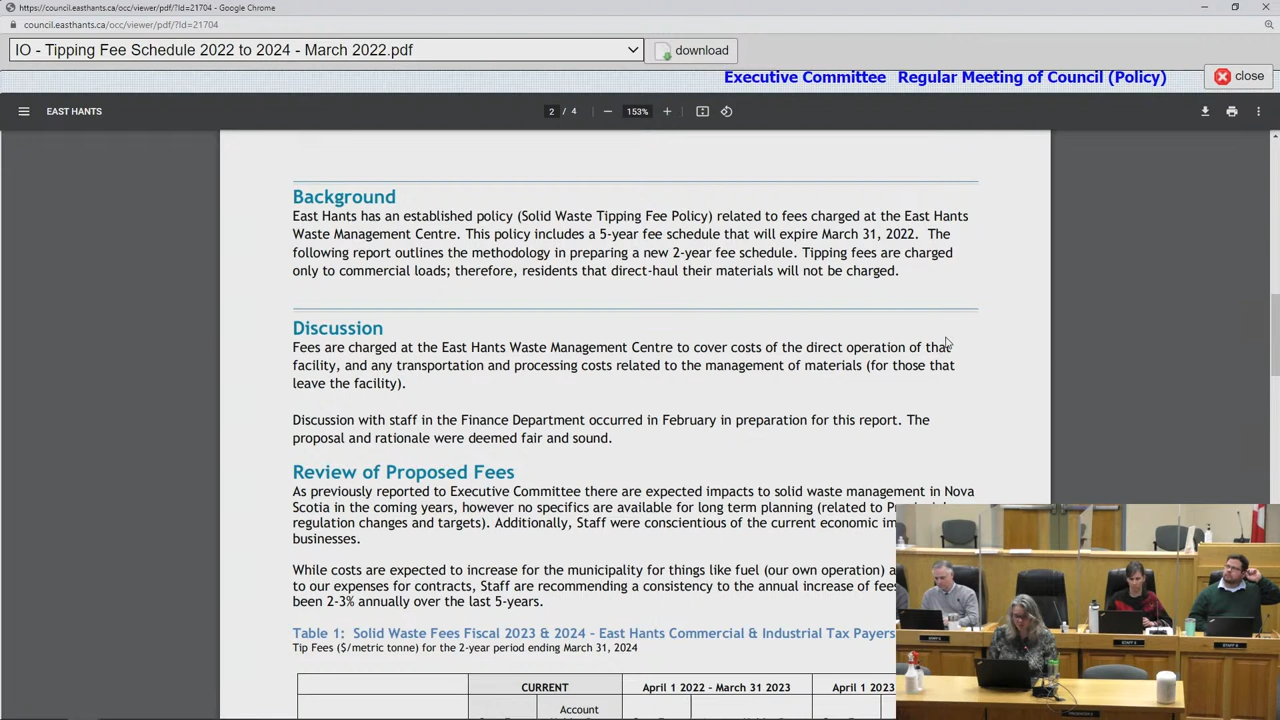 https://council.easthants.ca/occ/viewer/pdf/?Id=21704 - Google Chrome
council.easthants.ca/occ/viewer/pdf/?Id=21704
IO - Tipping Fee Schedule 2022 to 2024 - March 2022.pdf
download
Executive Committee Regular Meeting of Council (Policy)
close
EAST HANTS
2 / 4
153%
Background
East Hants has an established policy (Solid Waste Tipping Fee Policy) related to fees charged at the East Hants
Waste Management Centre. This policy includes a 5-year fee schedule that will expire March 31, 2022. The
following report outlines the methodology in preparing a new 2-year fee schedule. Tipping fees are charged
only to commercial loads; therefore, residents that direct-haul their materials will not be charged.
Discussion
Fees are charged at the East Hants Waste Management Centre to cover costs of the direct operation of that
facility, and any transportation and processing costs related to the management of materials (for those that
leave the facility).
Discussion with staff in the Finance Department occurred in February in preparation for this report. The
proposal and rationale were deemed fair and sound.
Review of Proposed Fees
As previously reported to Executive Committee there are expected impacts to solid waste management in Nova
Scotia in the coming years, however no specifics are available for long term planning (related to
regulation changes and targets). Additionally, Staff were conscientious of the current economic im
businesses.
While costs are expected to increase for the municipality for things like fuel (our own operation) a
to our expenses for contracts, Staff are recommending a consistency to the annual increase of fees
been 2-3% annually over the last 5-years.
Table 1: Solid Waste Fees Fiscal 2023 & 2024 - East Hants Commercial & Industrial Tax Payers
Tip Fees ($/metric tonne) for the 2-year period ending March 31, 2024
CURRENT April 1 2022 - March 31 2023 April 1 2023
Account